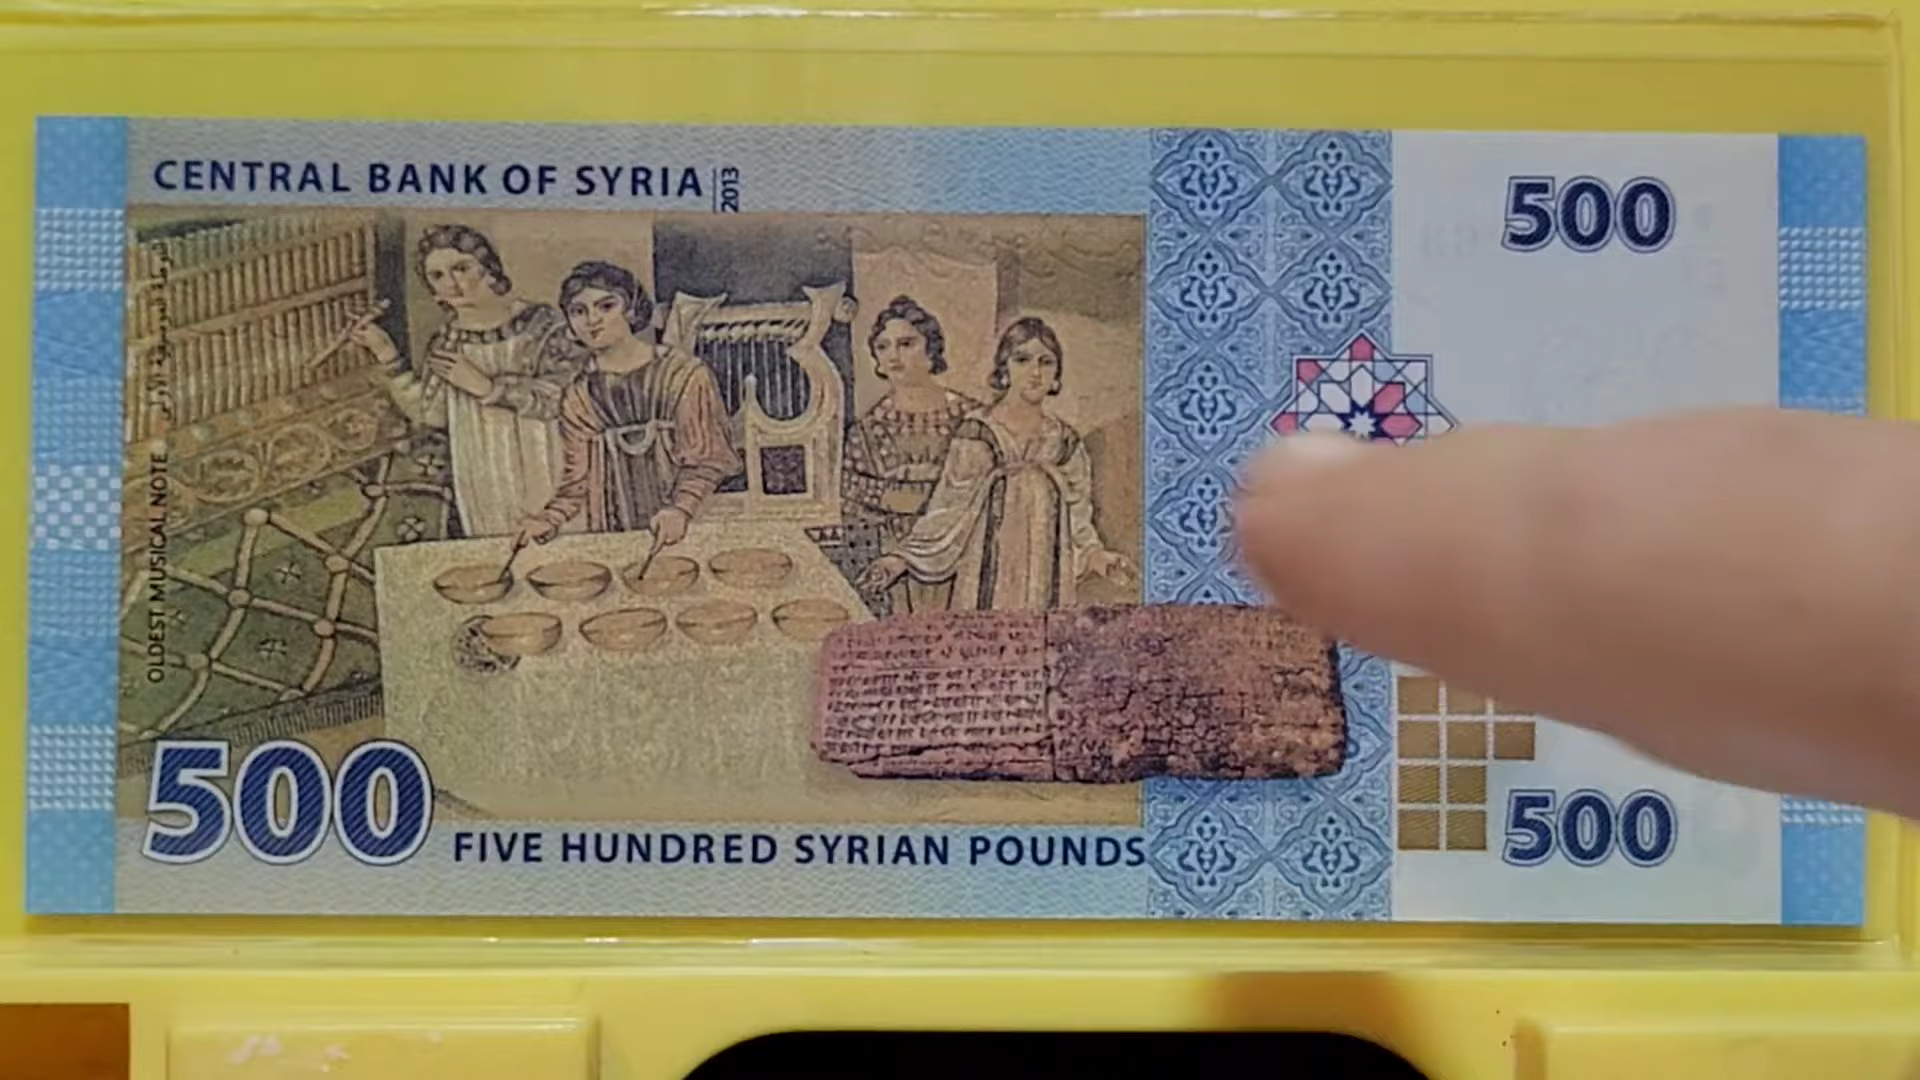 CENTRAL BANK OF SYRIA
2013
500
OLDEST MUSICAL NOTE
500
FIVE HUNDRED SYRIAN POUNDS
500